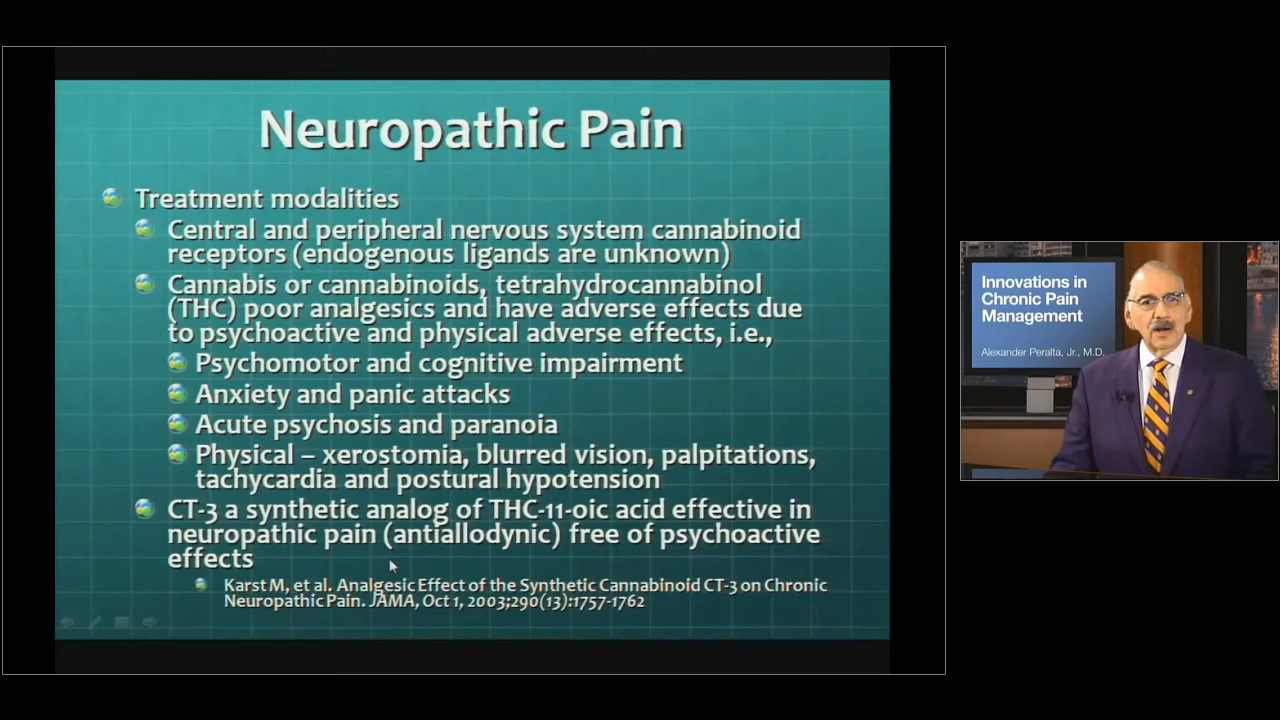 Neuropathic Pain
Treatment modalities
Central and peripheral nervous system cannabinoid
receptors (endogenous ligands are unknown)
Cannabis or cannabinoids, tetrahydrocannabinol
(THC) poor analgesics and have adverse effects due
to psychoactive and physical adverse effects, i.e.,
Psychomotor and cognitive impairment
Anxiety and panic attacks
Acute psychosis and paranoia
Physical – xerostomia, blurred vision, palpitations,
tachycardia and postural hypotension
CT-3 a synthetic analog of THC-11-oic acid effective in
neuropathic pain (antiallodynic) free of psychoactive
effects
Karst M, et al. Analgesic Effect of the Synthetic Cannabinoid CT-3 on Chronic
Neuropathic Pain. JAMA, Oct 1, 2003;290(13):1757-1762
Innovations in
Chronic Pain
Management
Alexander Peralta, Jr., M.D.